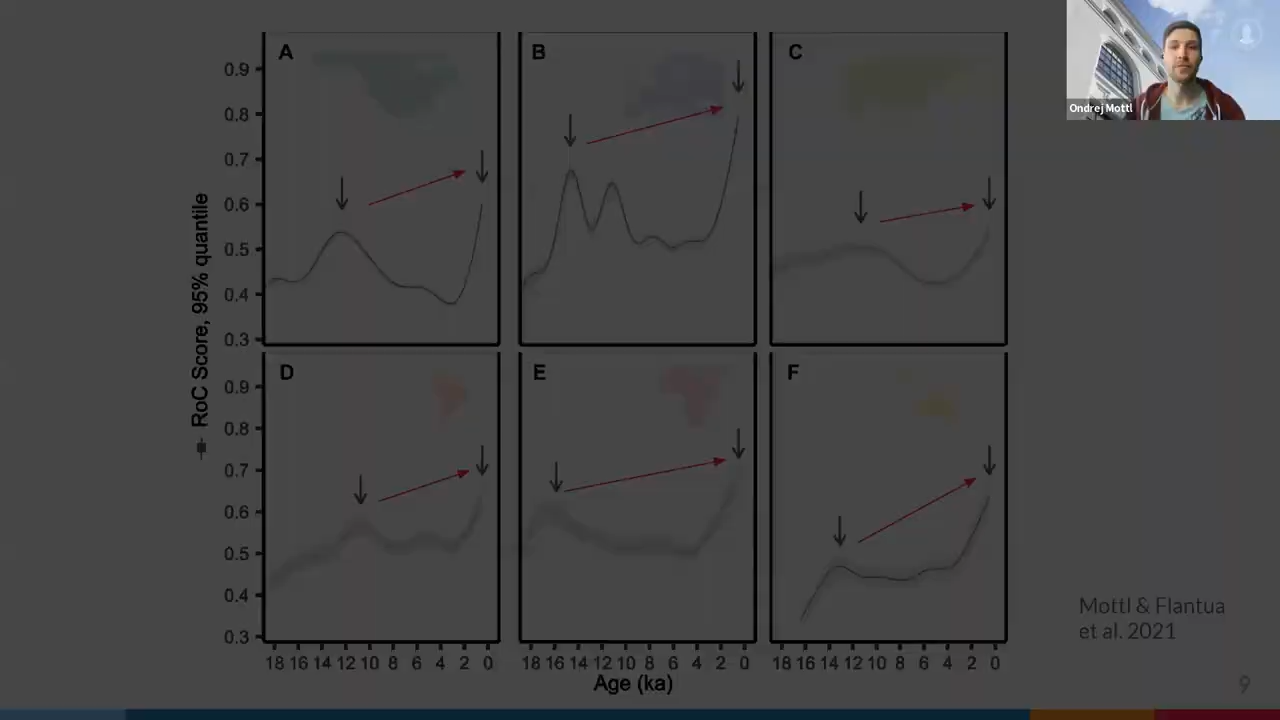 A
B
C
0.9
0.8
0.7
0.6
0.5
0.4
0.3
D
E
F
0.9
0.8
0.7
0.6
0.5
0.4
0.3
RoC Score, 95% quantile
18 16 14 12 10 8 6 4 2 0
18 16 14 12 10 8 6 4 2 0
18 16 14 12 10 8 6 4 2 0
Age (ka)
Ondrej Mottl
Mottl & Flantua
et al. 2021
9